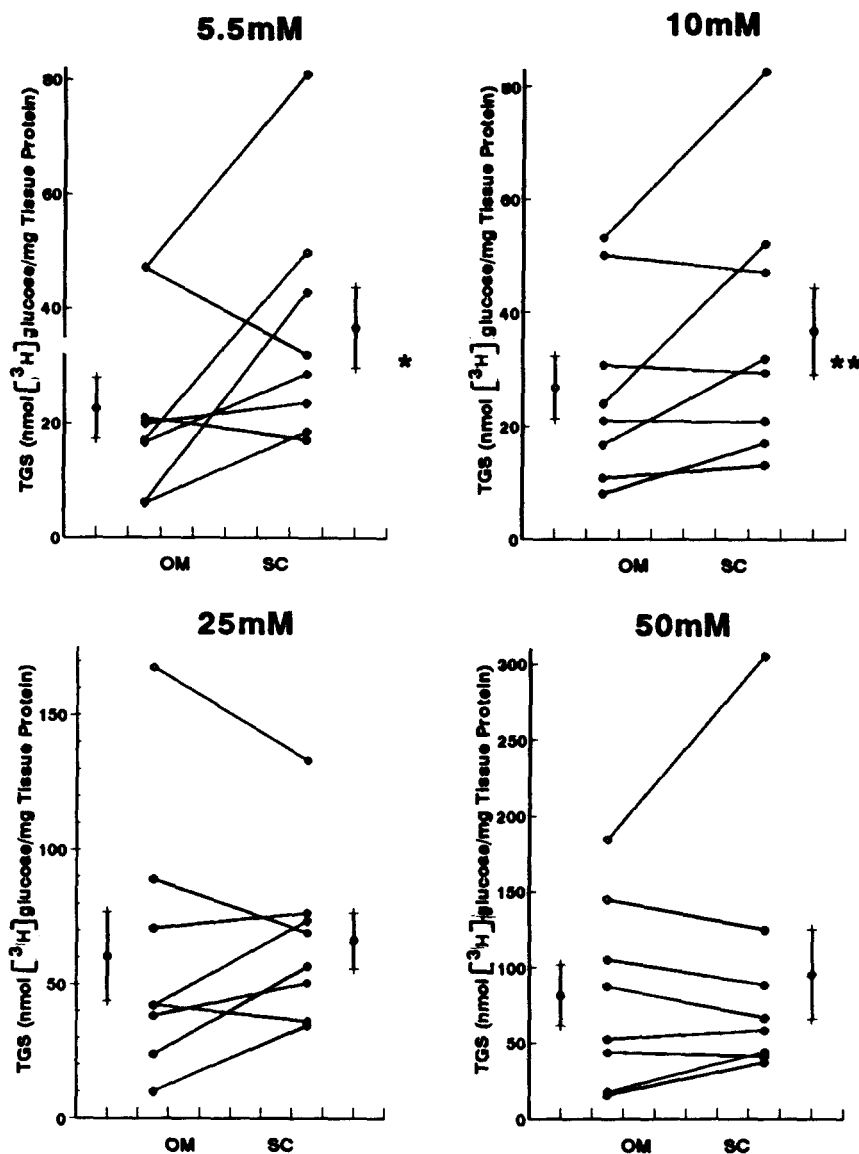 5.5mM
80
60
40
20
0
TGS (nmol [³H] glucose/mg Tissue Protein)
*
OM SC
10mM
80
60
40
20
0
TGS (nmol [³H] glucose/mg Tissue Protein)
**
OM SC
25mM
150
100
50
0
TGS (nmol [³H] glucose/mg Tissue Protein)
OM SC
50mM
300
250
200
150
100
50
0
TGS (nmol [³H] glucose/mg Tissue Protein)
OM SC